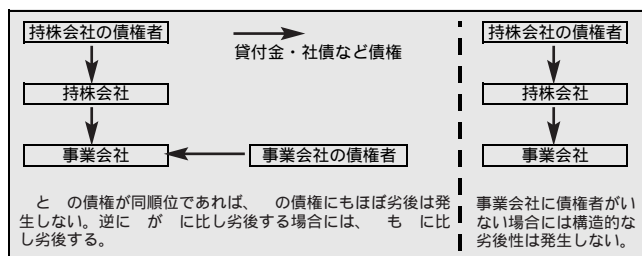 持株会社の債権者
貸付金・社債など債権
持株会社
事業会社
事業会社の債権者
と　の債権が同順位であれば、　の債権にもほぼ劣後は発
生しない。逆に　が　に比し劣後する場合には、　も　に比
し劣後する。
持株会社の債権者
持株会社
事業会社
事業会社に債権者がい
ない場合には構造的な
劣後性は発生しない。